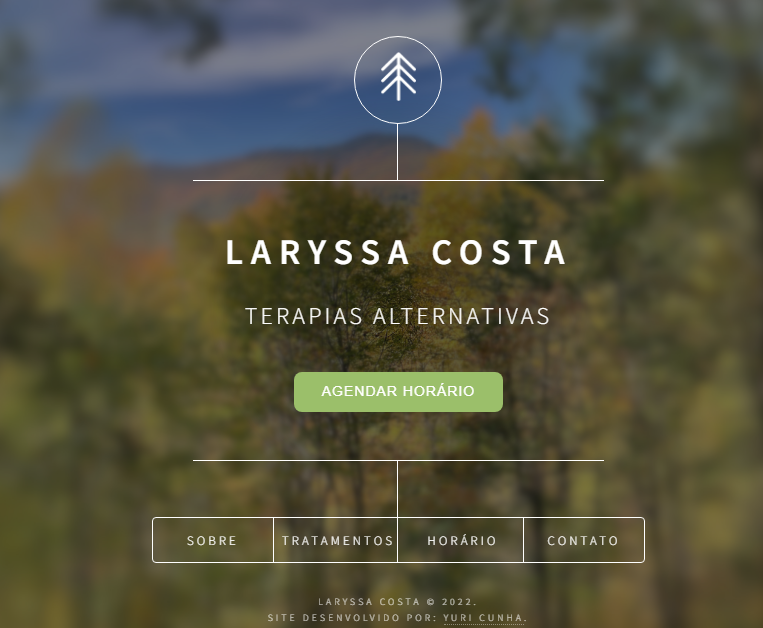 LARYSSA COSTA
TERAPIAS ALTERNATIVAS
AGENDAR HORÁRIO
SOBRE
TRATAMENTOS
HORÁRIO
CONTATO
LARYSSA COSTA © 2022.
SITE DESENVOLVIDO POR: YURI CUNHA.